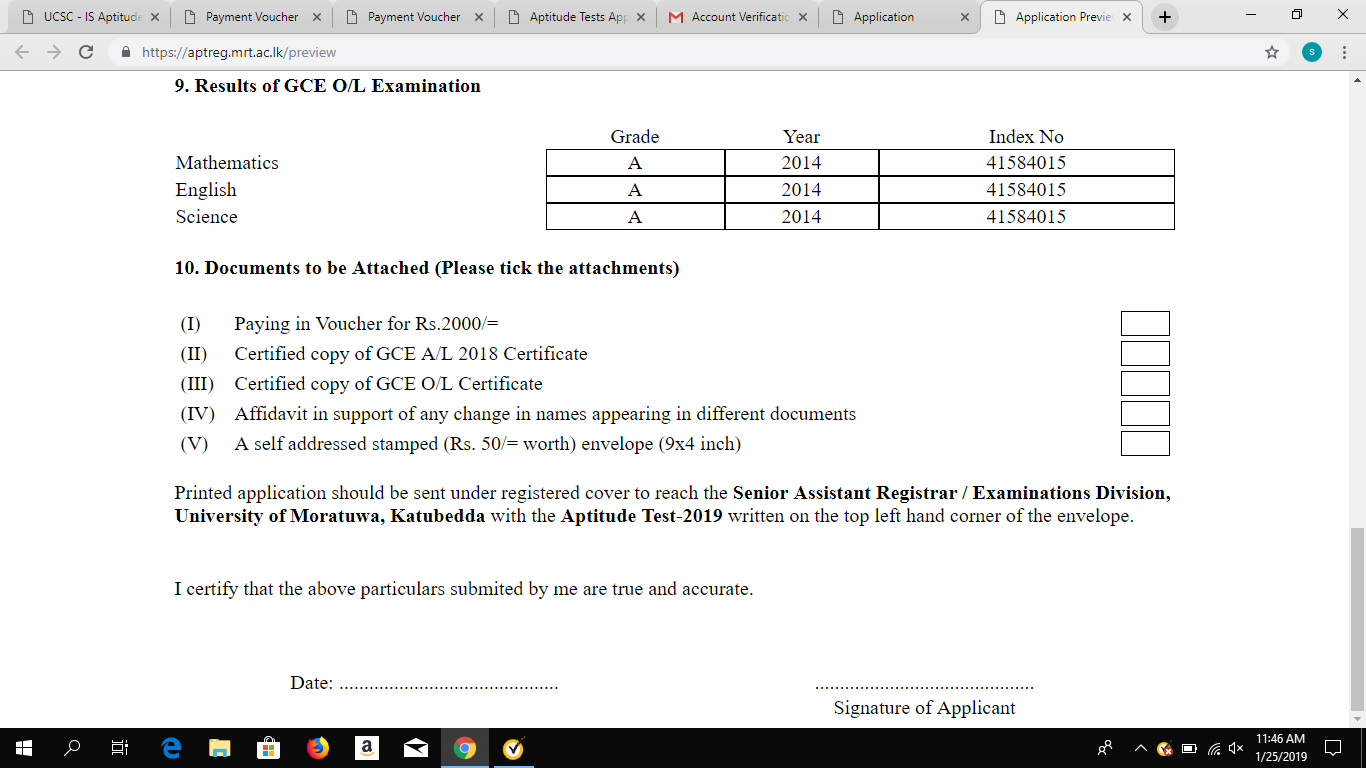 UCSC - IS Aptitude
Payment Voucher
Payment Voucher
Aptitude Tests Ap
Account Verificatio
Application
Application Previe
https://aptreg.mrt.ac.lk/preview
S
9. Results of GCE O/L Examination
Grade Year Index No
Mathematics A 2014 41584015
English A 2014 41584015
Science A 2014 41584015
10. Documents to be Attached (Please tick the attachments)
(I) Paying in Voucher for Rs.2000/=
(II) Certified copy of GCE A/L 2018 Certificate
(III) Certified copy of GCE O/L Certificate
(IV) Affidavit in support of any change in names appearing in different documents
(V) A self addressed stamped (Rs. 50/= worth) envelope (9x4 inch)
Printed application should be sent under registered cover to reach the Senior Assistant Registrar / Examinations Division,
University of Moratuwa, Katubedda with the Aptitude Test-2019 written on the top left hand corner of the envelope.
I certify that the above particulars submited by me are true and accurate.
Date: ............................................ ............................................
Signature of Applicant
11:46 AM
1/25/2019